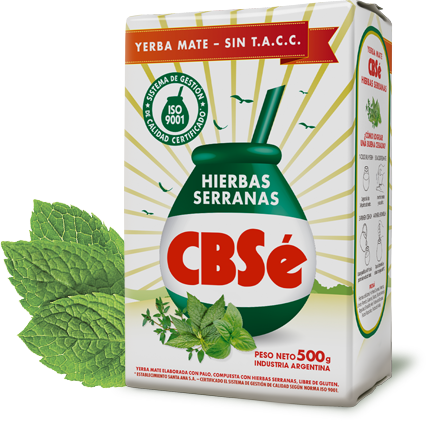 YERBA MATE – SIN T.A.C.C.
SISTEMA DE GESTIÓN
ISO
9001
DE CALIDAD CERTIFICADO
HIERBAS
SERRANAS
CBSé
PESO NETO 500g
INDUSTRIA ARGENTINA
YERBA MATE ELABORADA CON PALO, COMPUESTA CON HIERBAS SERRANAS, LIBRE DE GLUTEN.
* ESTABLECIMIENTO SANTA ANA S.A. – CERTIFICADO EL SISTEMA DE GESTIÓN DE CALIDAD SEGÚN NORMA ISO 9001.
YERBA MATE
CBSé
HIERBAS SERRANAS